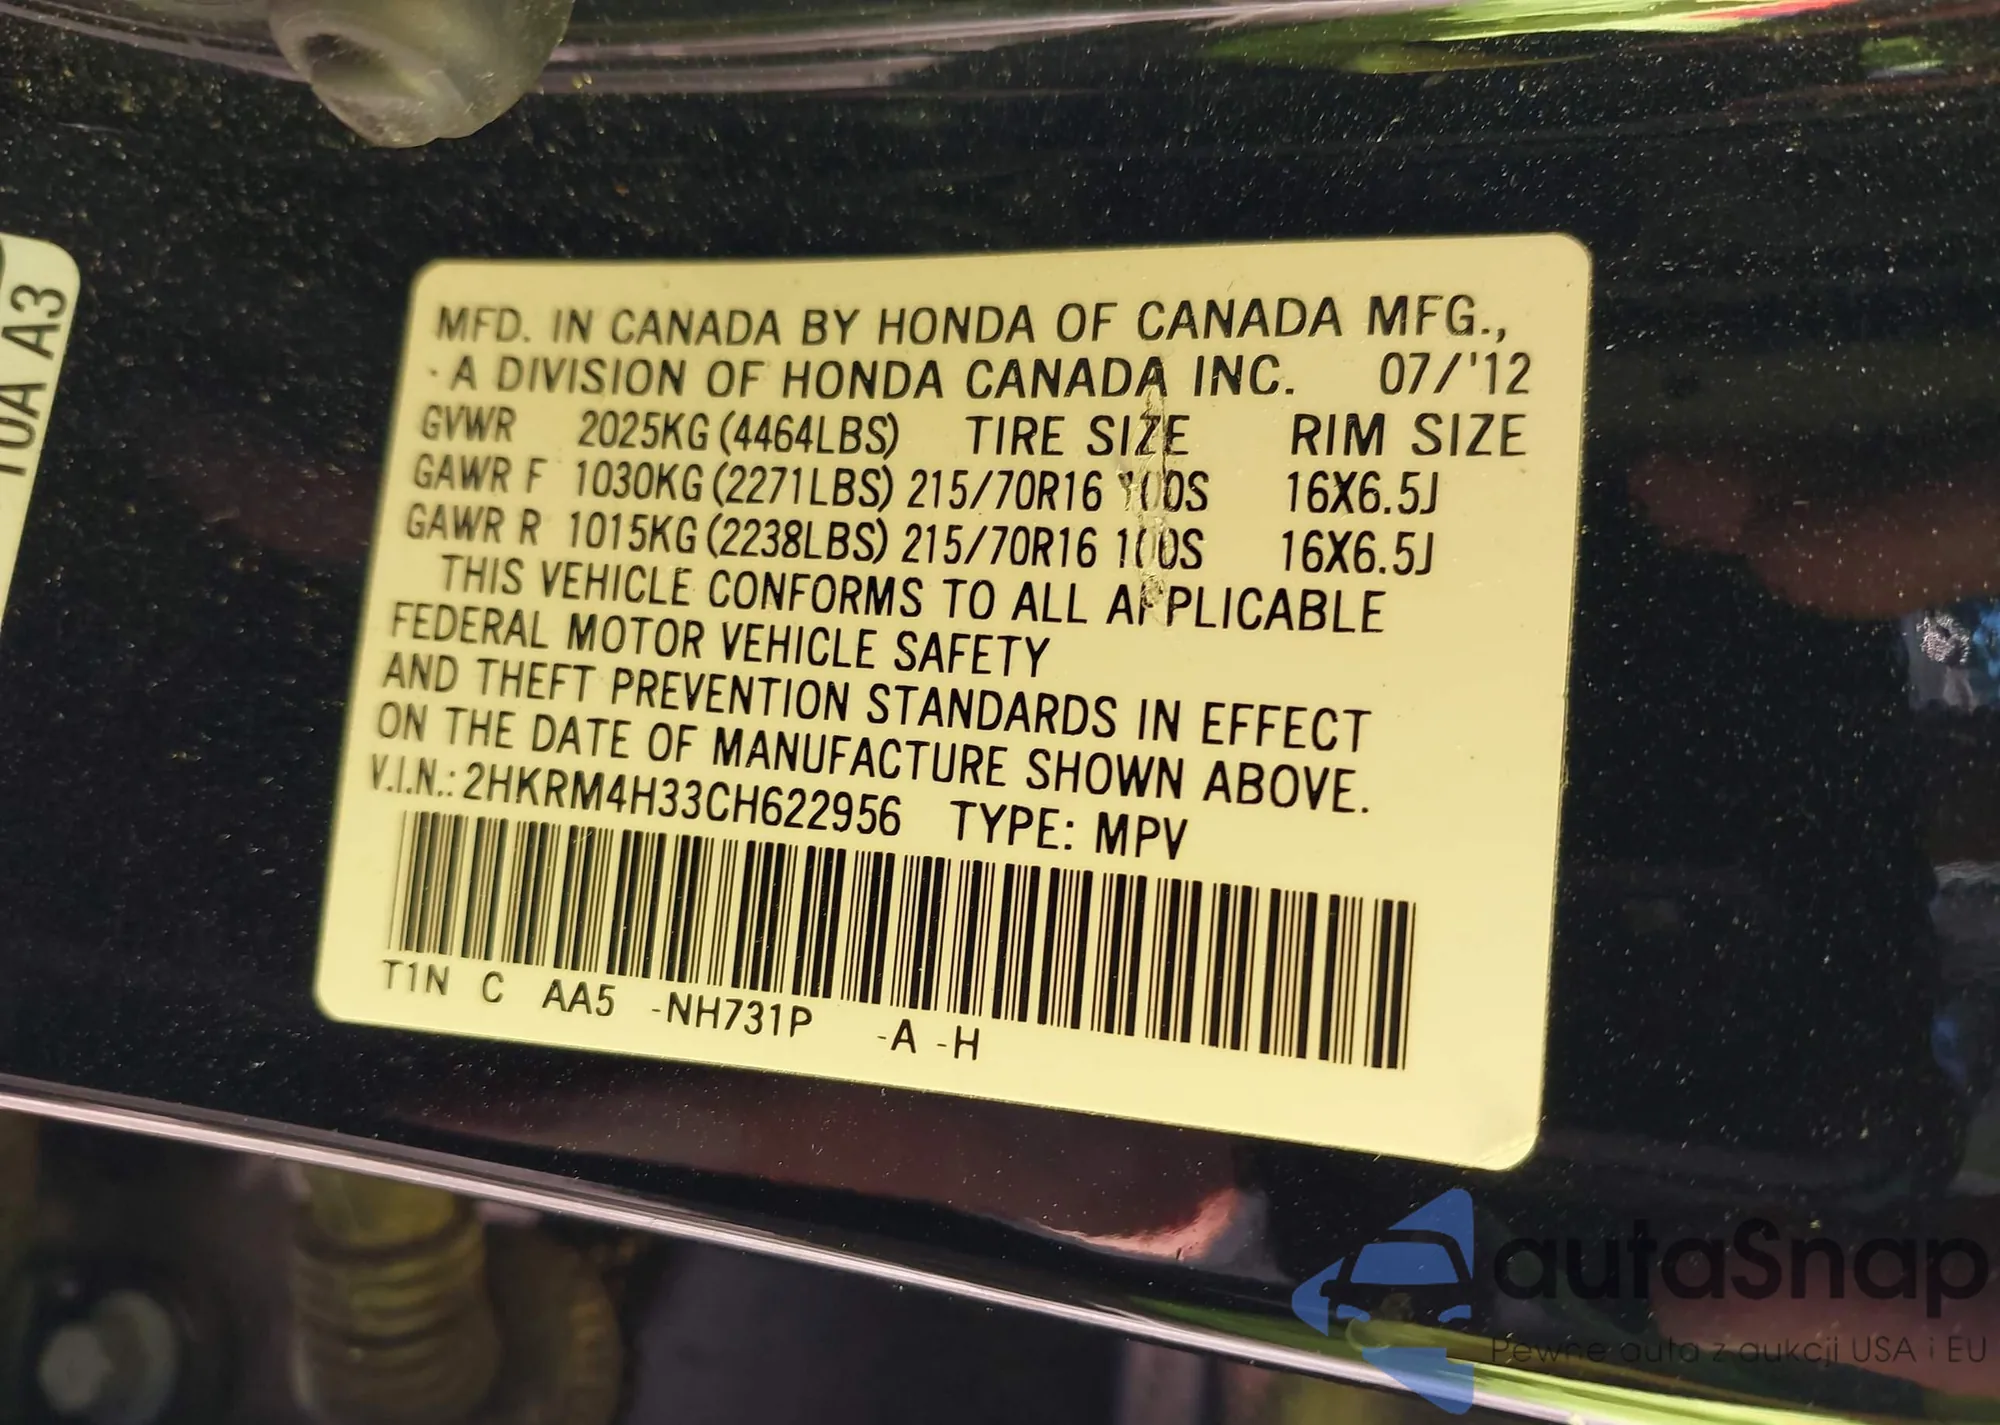 10A A3
MFD. IN CANADA BY HONDA OF CANADA MFG.,
A DIVISION OF HONDA CANADA INC. 07/'12
GVWR 2025KG (4464LBS) TIRE SIZE RIM SIZE
GAWR F 1030KG (2271LBS) 215/70R16 100S 16X6.5J
GAWR R 1015KG (2238LBS) 215/70R16 100S 16X6.5J
THIS VEHICLE CONFORMS TO ALL APPLICABLE
FEDERAL MOTOR VEHICLE SAFETY
AND THEFT PREVENTION STANDARDS IN EFFECT
ON THE DATE OF MANUFACTURE SHOWN ABOVE.
V.I.N.: 2HKRM4H33CH622956 TYPE: MPV
T1N C AA5 -NH731P -A -H
autaSnap
Pewne auta z aukcji USA i EU